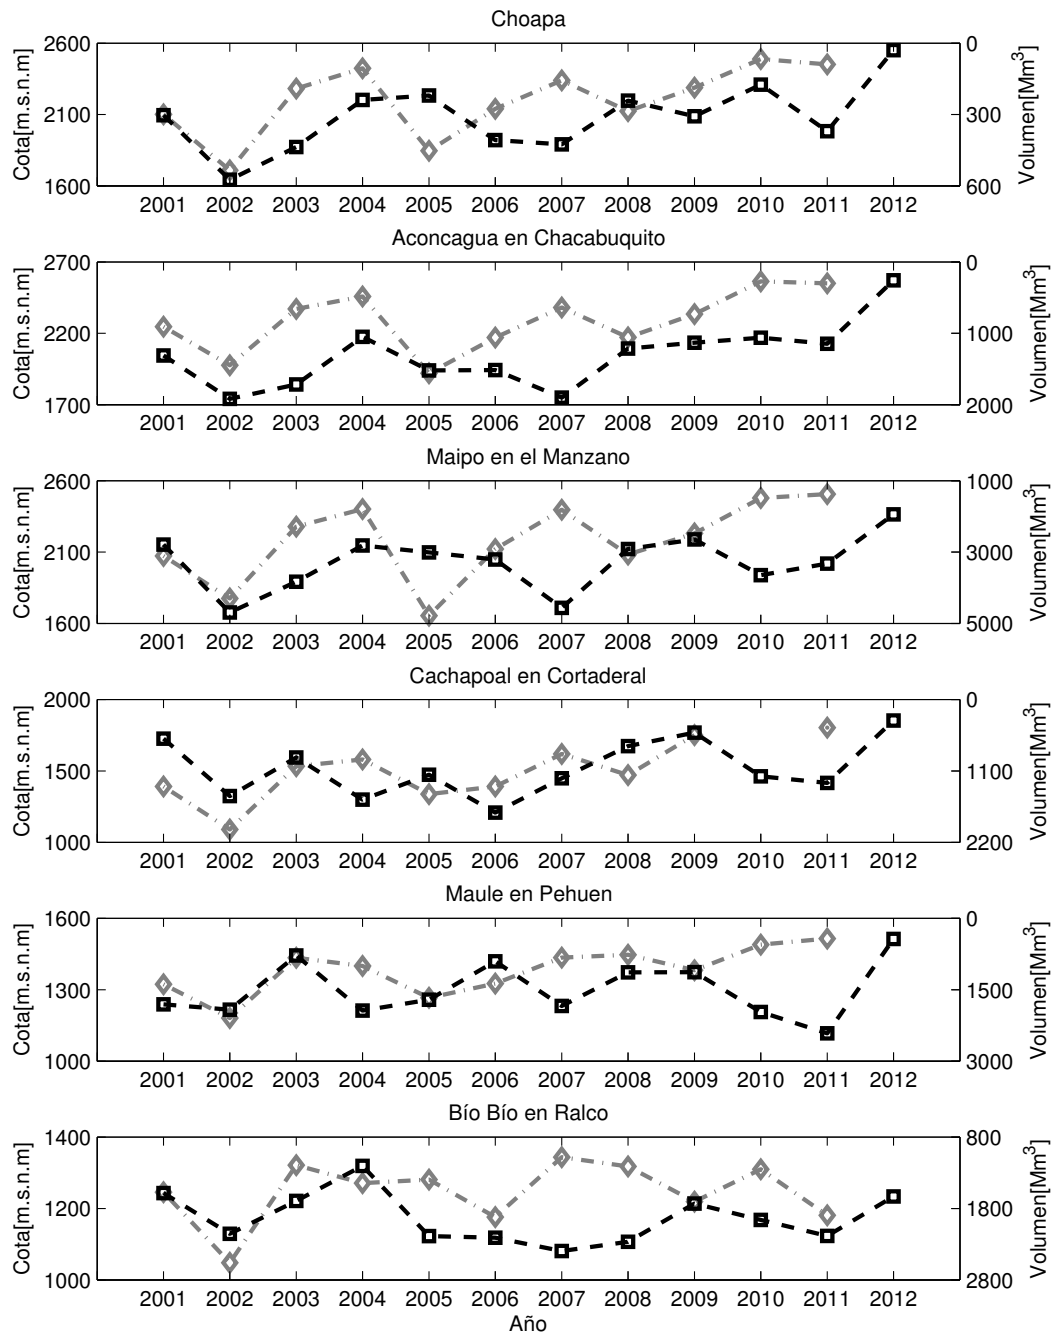 Choapa
2600
2100
1600
Cota[m.s.n.m]
0
300
600
Volumen[Mm³]
2001 2002 2003 2004 2005 2006 2007 2008 2009 2010 2011 2012
Aconcagua en Chacabuquito
2700
2200
1700
Cota[m.s.n.m]
0
1000
2000
Volumen[Mm³]
2001 2002 2003 2004 2005 2006 2007 2008 2009 2010 2011 2012
Maipo en el Manzano
2600
2100
1600
Cota[m.s.n.m]
1000
3000
5000
Volumen[Mm³]
2001 2002 2003 2004 2005 2006 2007 2008 2009 2010 2011 2012
Cachapoal en Cortaderal
2000
1500
1000
Cota[m.s.n.m]
0
1100
2200
Volumen[Mm³]
2001 2002 2003 2004 2005 2006 2007 2008 2009 2010 2011 2012
Maule en Pehuen
1600
1300
1000
Cota[m.s.n.m]
0
1500
3000
Volumen[Mm³]
2001 2002 2003 2004 2005 2006 2007 2008 2009 2010 2011 2012
Bío Bío en Ralco
1400
1200
1000
Cota[m.s.n.m]
800
1800
2800
Volumen[Mm³]
2001 2002 2003 2004 2005 2006 2007 2008 2009 2010 2011 2012
Año